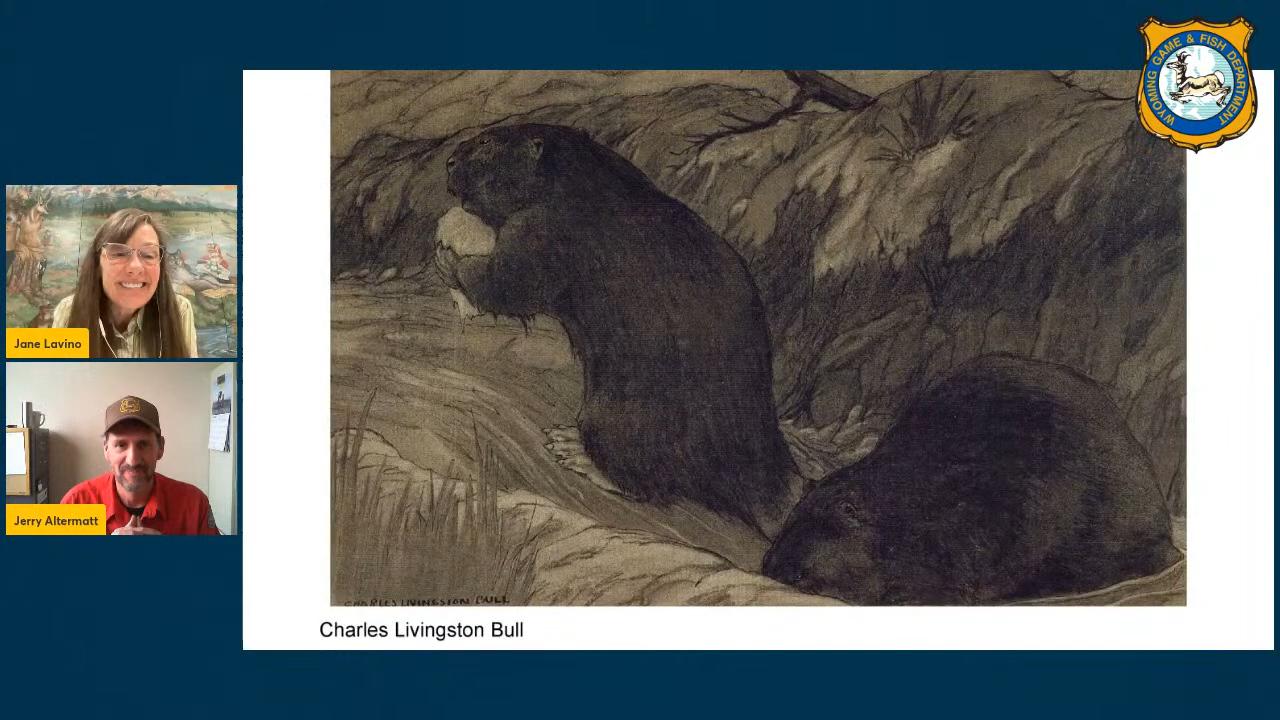 WYOMING GAME & FISH DEPARTMENT
Jane Lavino
Jerry Altermatt
CHARLES LIVINGSTON BULL
Charles Livingston Bull